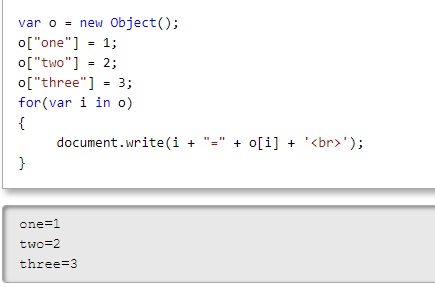 var o = new Object();
o["one"] = 1;
o["two"] = 2;
o["three"] = 3;
for(var i in o)
{
     document.write(i + "=" + o[i] + '<br>');
}
one=1
two=2
three=3